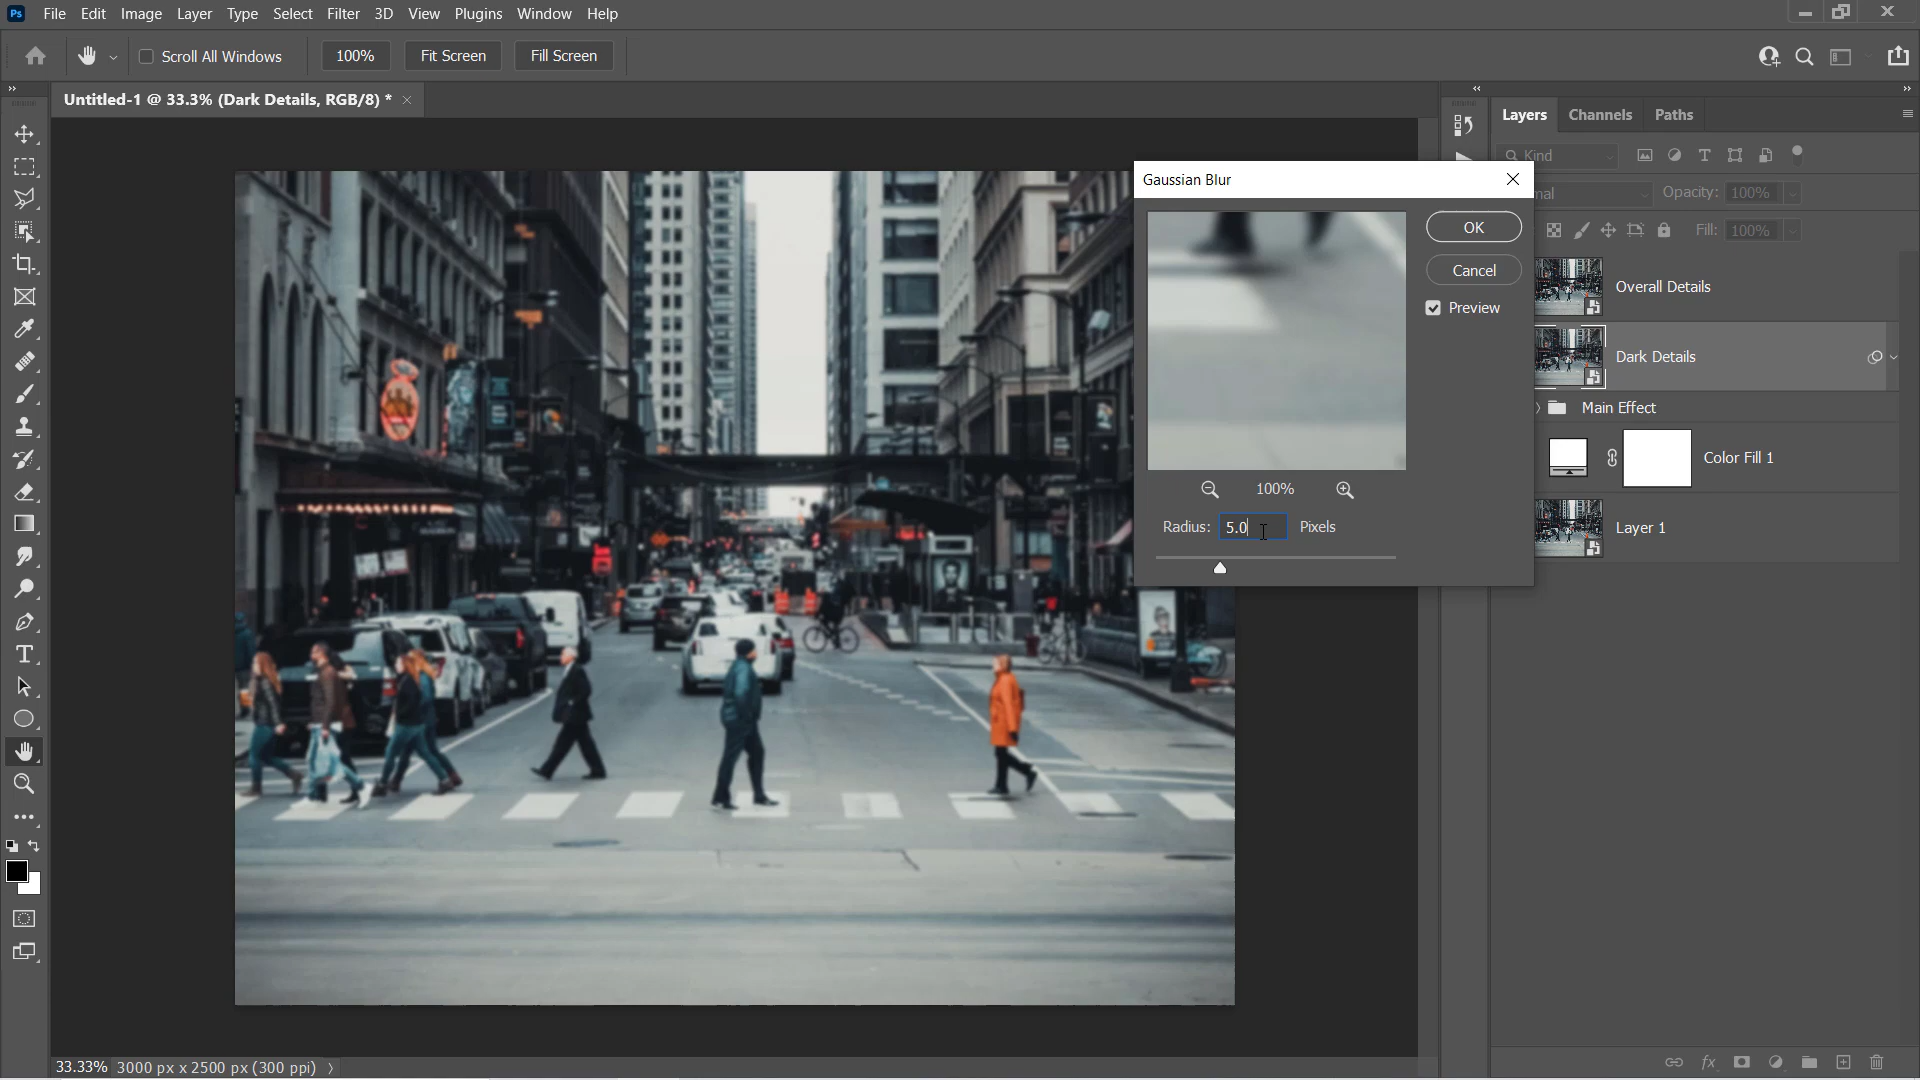 Ps File Edit Image Layer Type Select Filter 3D View Plugins Window Help
Scroll All Windows 100% Fit Screen Fill Screen
Untitled-1 @ 33.3% (Dark Details, RGB/8) *
Layers Channels Paths
Kind
Opacity: 100%
Fill: 100%
Gaussian Blur
OK
Cancel
Preview
100%
Radius: 5.0 Pixels
Overall Details
Dark Details
Main Effect
Color Fill 1
Layer 1
T
fx
33.33% 3000 px x 2500 px (300 ppi)